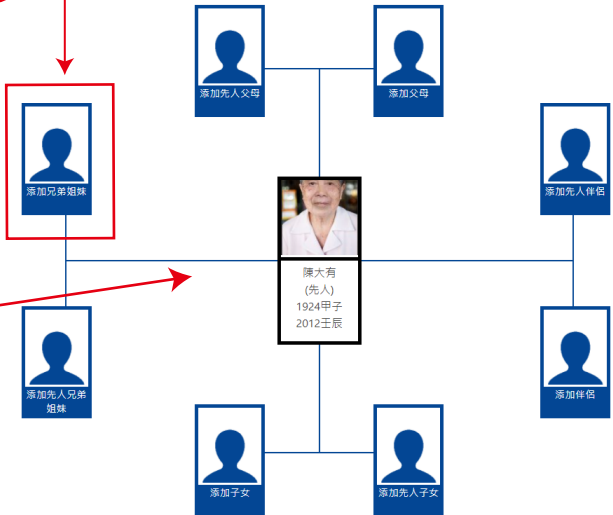 添加先人父母
添加父母
添加兄弟姐妹
添加先人伴侶
陳大有
(先人)
1924甲子
2012壬辰
添加先人兄弟
姐妹
添加伴侶
添加子女
添加先人子女